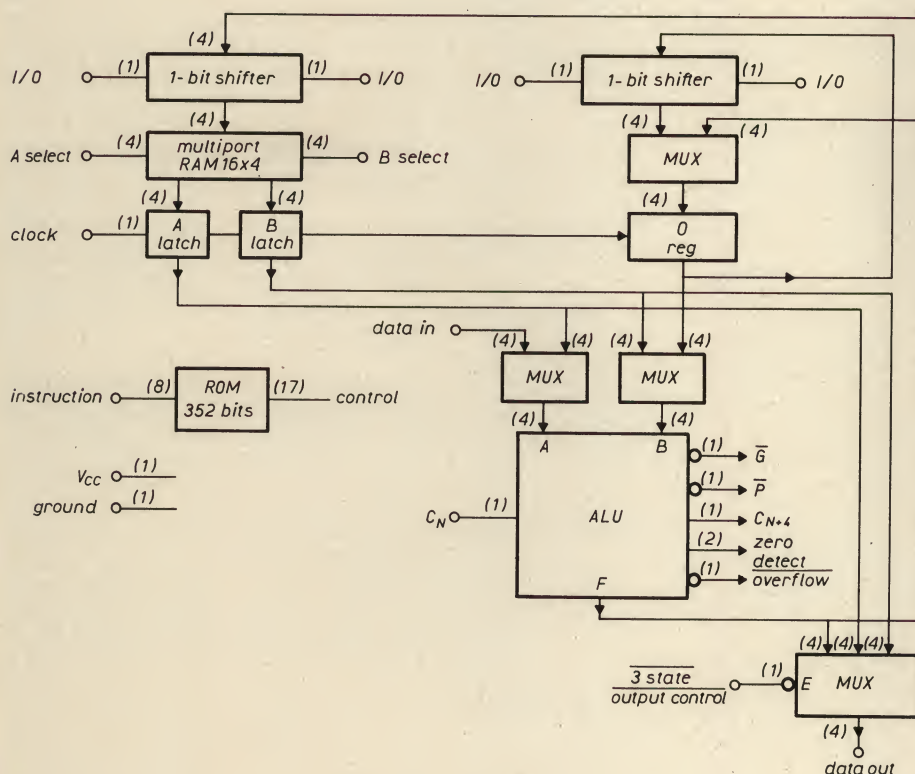 (4)
I/O (1) 1-bit shifter (1) I/O I/O (1) 1-bit shifter (1) I/O
(4) (4) (4)
A select (4) multiport RAM 16x4 (4) B select MUX
(4) (4) (4)
clock (1) A latch B latch 0 reg
data in (4) (4) (4) (4)
MUX MUX
instruction (8) ROM 352 bits (17) control
(4) (4)
A B
VCC (1)
ground (1)
(1) G
(1) P
CN (1) ALU (1) CN+4
(2) zero detect
(1) overflow
F
(4) (4) (4)
3 state output control (1) E MUX
(4)
data out